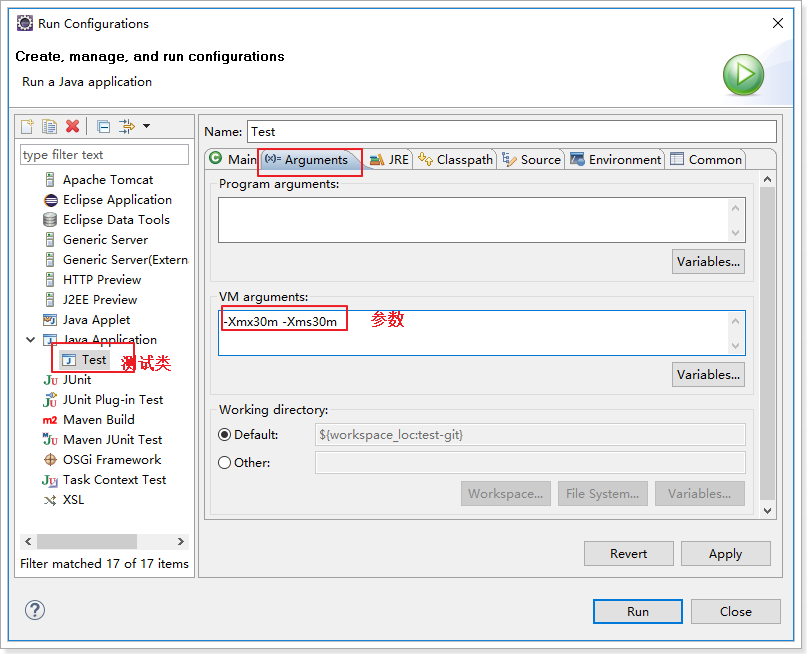 Run Configurations
Create, manage, and run configurations
Run a Java application
type filter text
Apache Tomcat
Eclipse Application
Eclipse Data Tools
Generic Server
Generic Server(Extern
HTTP Preview
J2EE Preview
Java Applet
Java Application
Test
测试类
JUnit
JUnit Plug-in Test
Maven Build
Maven JUnit Test
OSGi Framework
Task Context Test
XSL
Filter matched 17 of 17 items
Name: Test
Main (x)= Arguments JRE Classpath Source Environment Common
Program arguments:
Variables...
VM arguments:
-Xmx30m -Xms30m
参数
Variables...
Working directory:
Default: ${workspace_loc:test-git}
Other:
Workspace... File System... Variables...
Revert Apply
Run Close